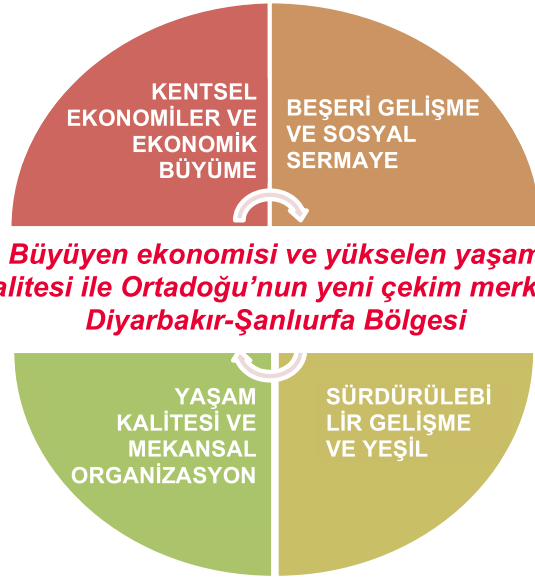 KENTSEL
EKONOMİLER VE
EKONOMİK
BÜYÜME
BEŞERİ GELİŞME
VE SOSYAL
SERMAYE
Büyüyen ekonomisi ve yükselen yaşam
alitesi ile Ortadoğu’nun yeni çekim merk
Diyarbakır-Şanlıurfa Bölgesi
YAŞAM
KALİTESİ VE
MEKANSAL
ORGANİZASYON
SÜRDÜRÜLEBİ
LİR GELİŞME
VE YEŞİL